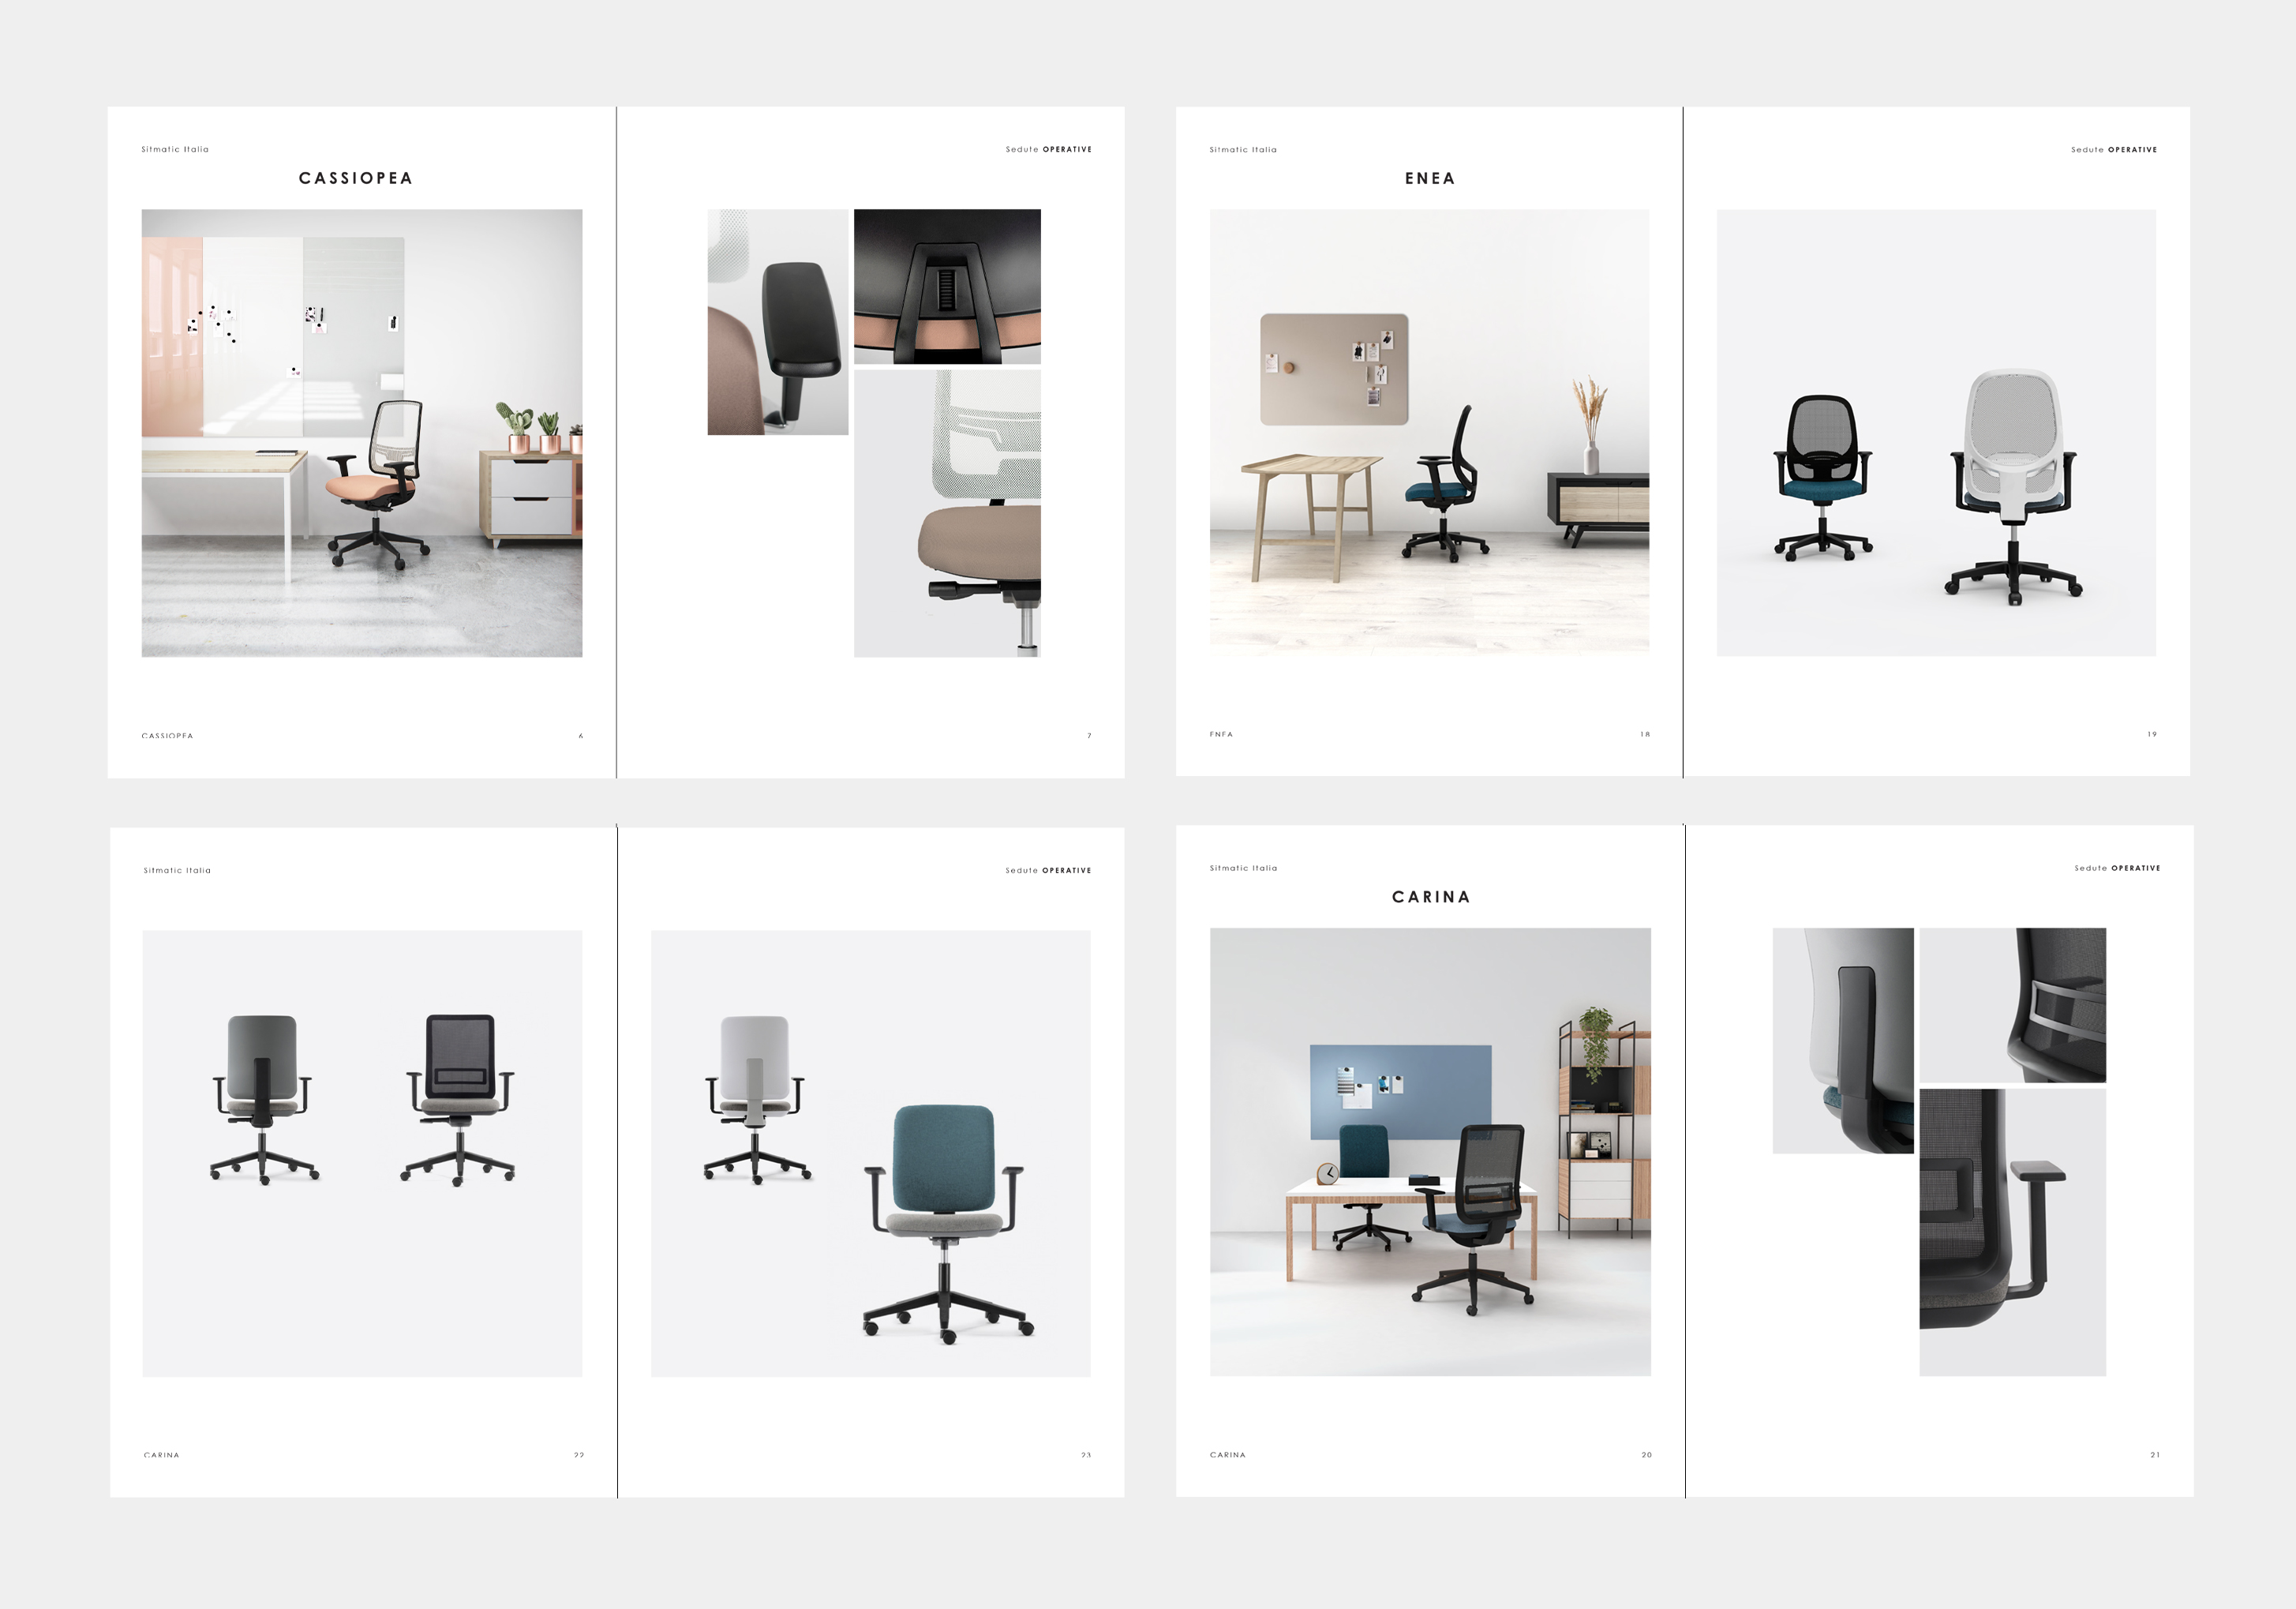 Sitmatic Italia
Sedute OPERATIVE
CASSIOPEA
CASSIOPEA
6
7
Sitmatic Italia
Sedute OPERATIVE
ENEA
ENEA
18
19
Sitmatic Italia
Sedute OPERATIVE
CARINA
22
23
Sitmatic Italia
Sedute OPERATIVE
CARINA
CARINA
20
21